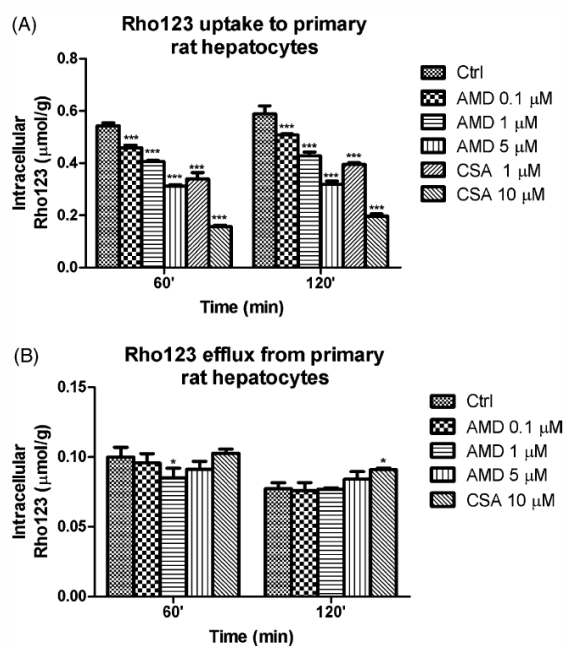 (A)
Rho123 uptake to primary
rat hepatocytes
Intracellular
Rho123 (μmol/g)
0.8
0.6
0.4
0.2
0.0
***
***
***
***
***
***
***
***
***
***
60'
120'
Time (min)
Ctrl
AMD 0.1 μM
AMD 1 μM
AMD 5 μM
CSA 1 μM
CSA 10 μM
(B)
Rho123 efflux from primary
rat hepatocytes
Intracellular
Rho123 (μmol/g)
0.15
0.10
0.05
0.00
*
*
60'
120'
Time (min)
Ctrl
AMD 0.1 μM
AMD 1 μM
AMD 5 μM
CSA 10 μM